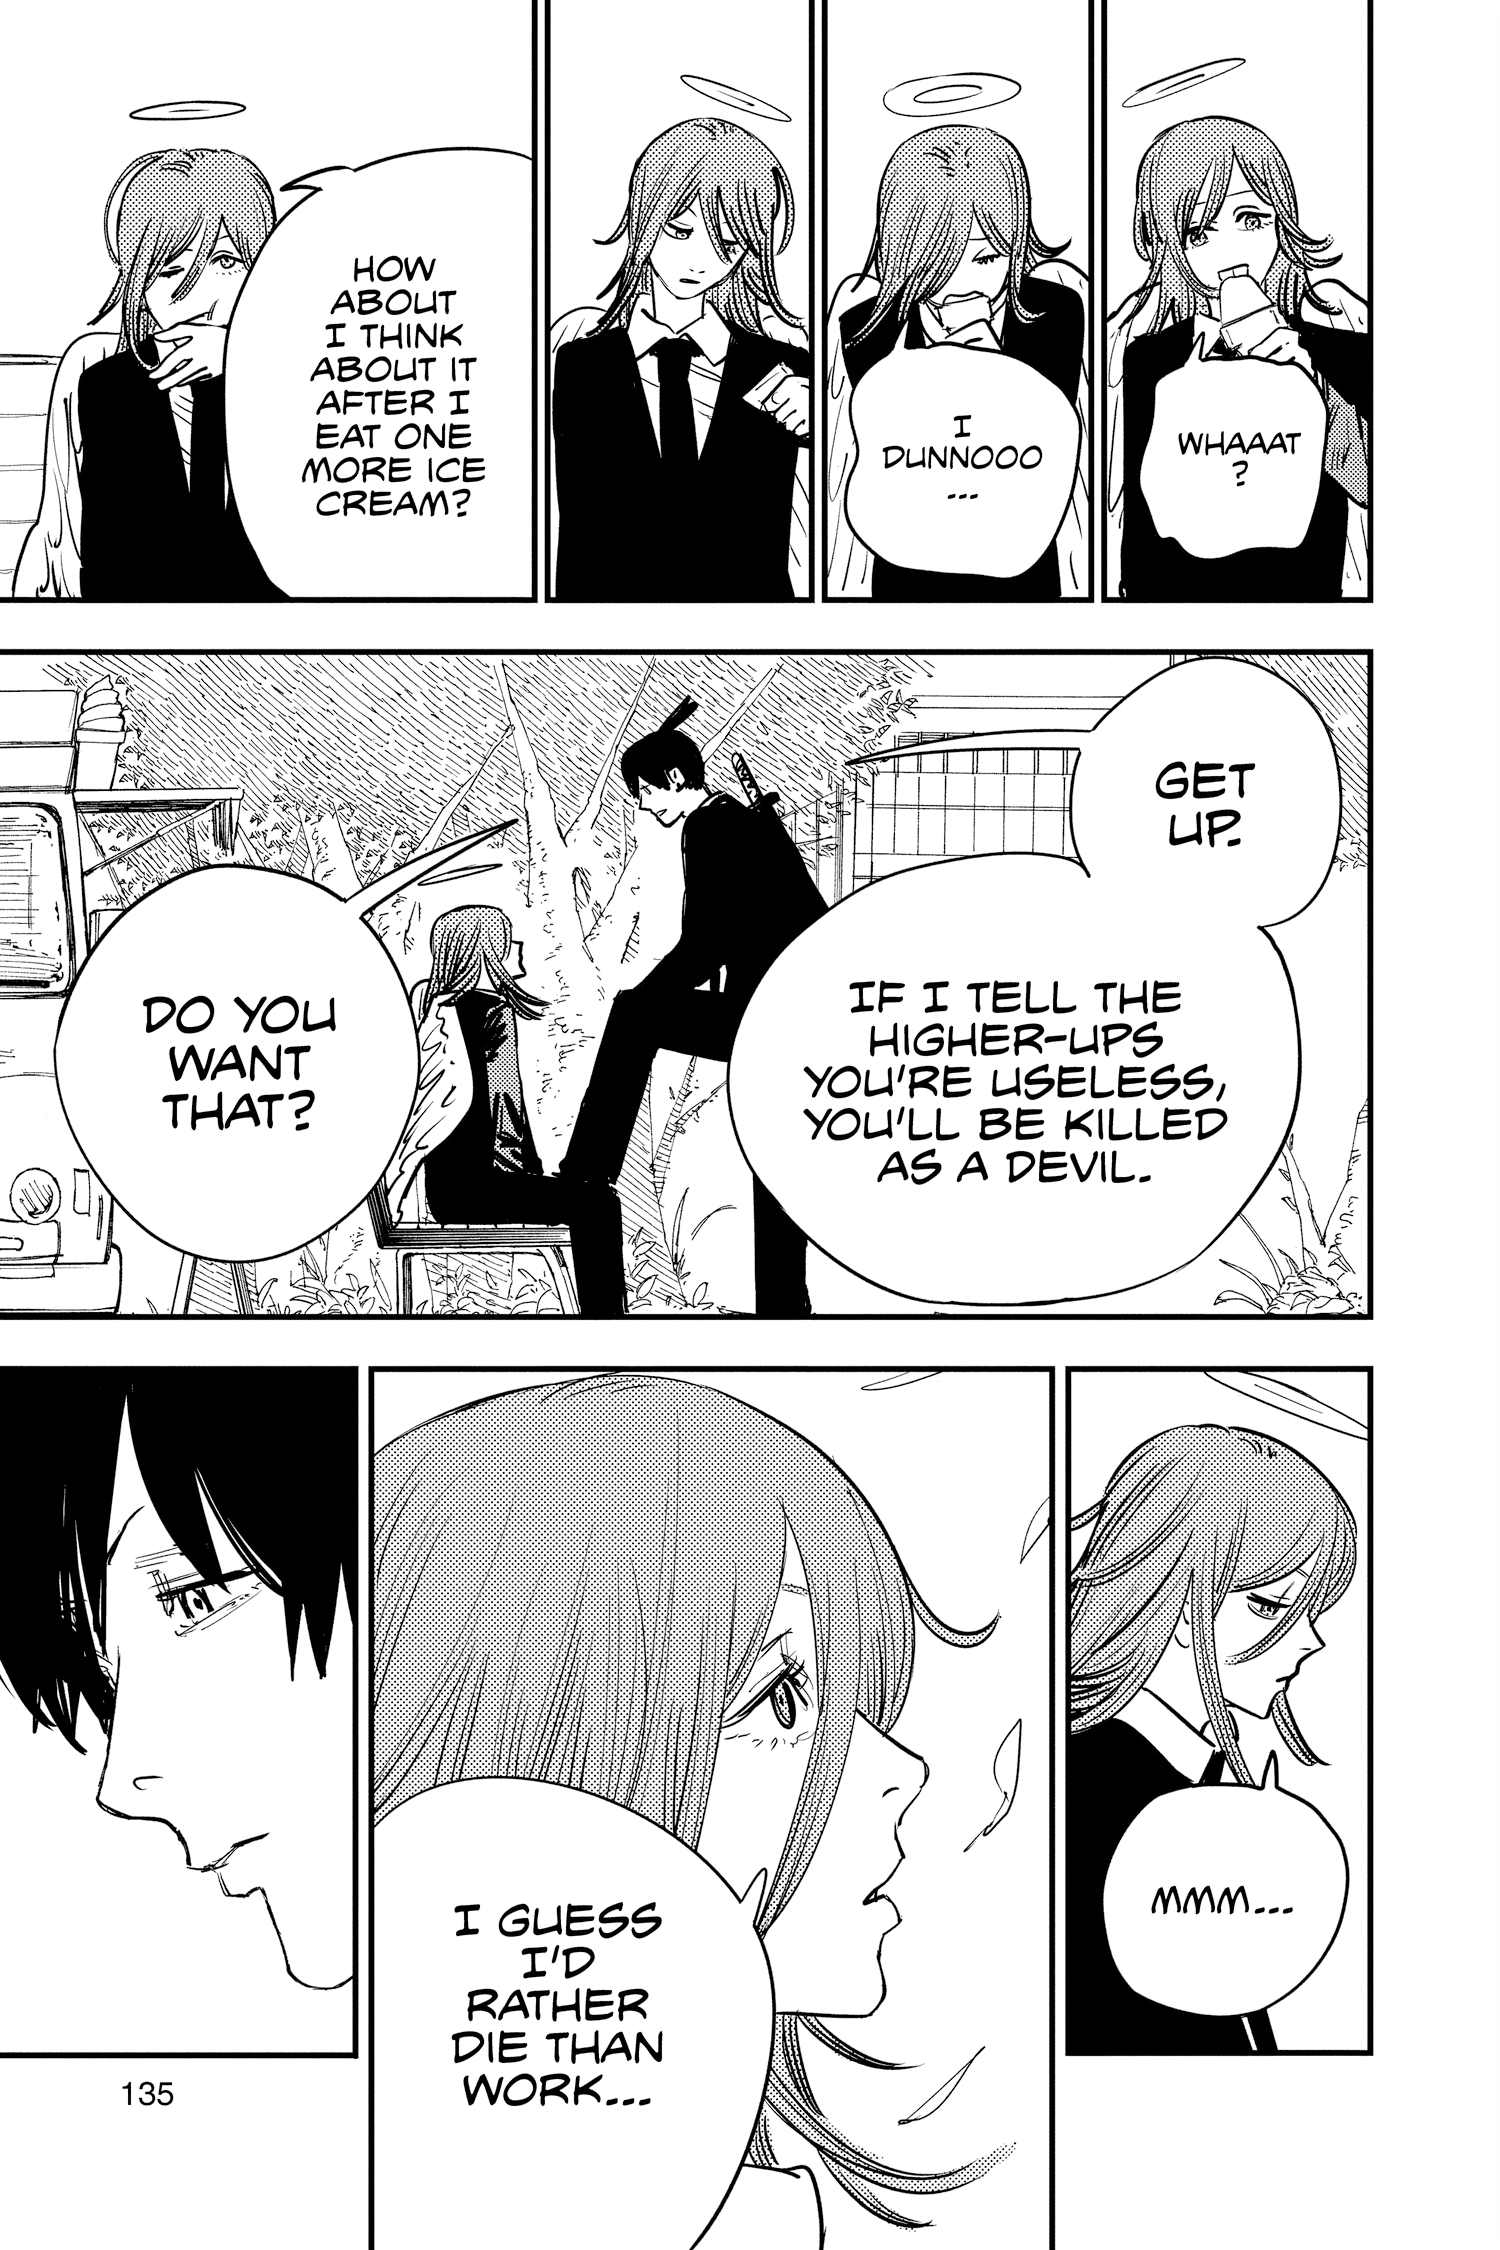 WHAAAT
?
I
DUNNOOO
...
HOW
ABOUT
I THINK
ABOUT IT
AFTER I
EAT ONE
MORE ICE
CREAM?
GET
UP.
IF I TELL THE
HIGHER-UPS
YOU'RE USELESS,
YOU'LL BE KILLED
AS A DEVIL.
DO YOU
WANT
THAT?
MMM...
I GUESS
I'D
RATHER
DIE THAN
WORK...
135